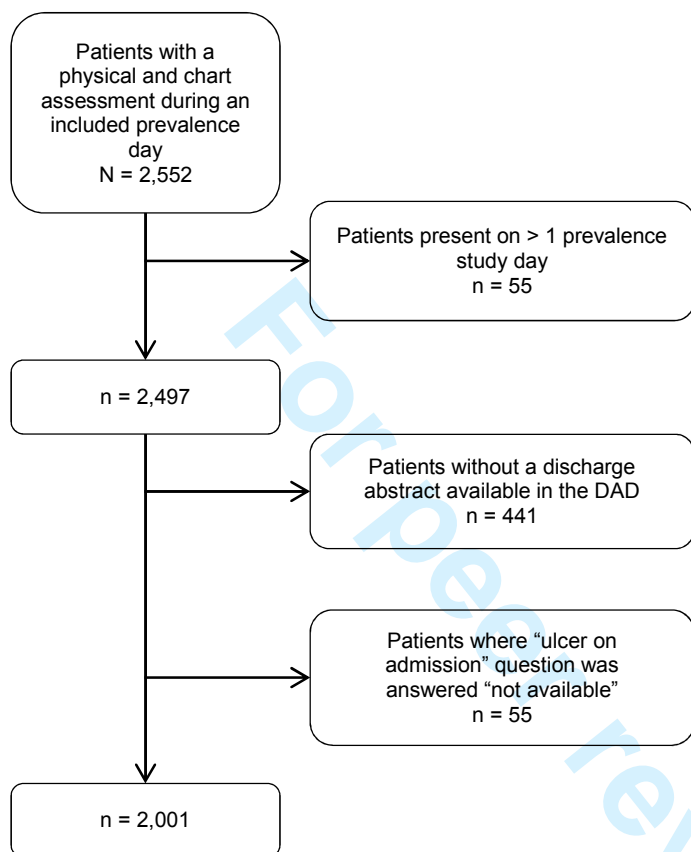 Patients with a
physical and chart
assessment during an
included prevalence
day
N = 2,552
Patients present on > 1 prevalence
study day
n = 55
n = 2,497
Patients without a discharge
abstract available in the DAD
n = 441
Patients where “ulcer on
admission” question was
answered “not available”
n = 55
n = 2,001
For peer rev